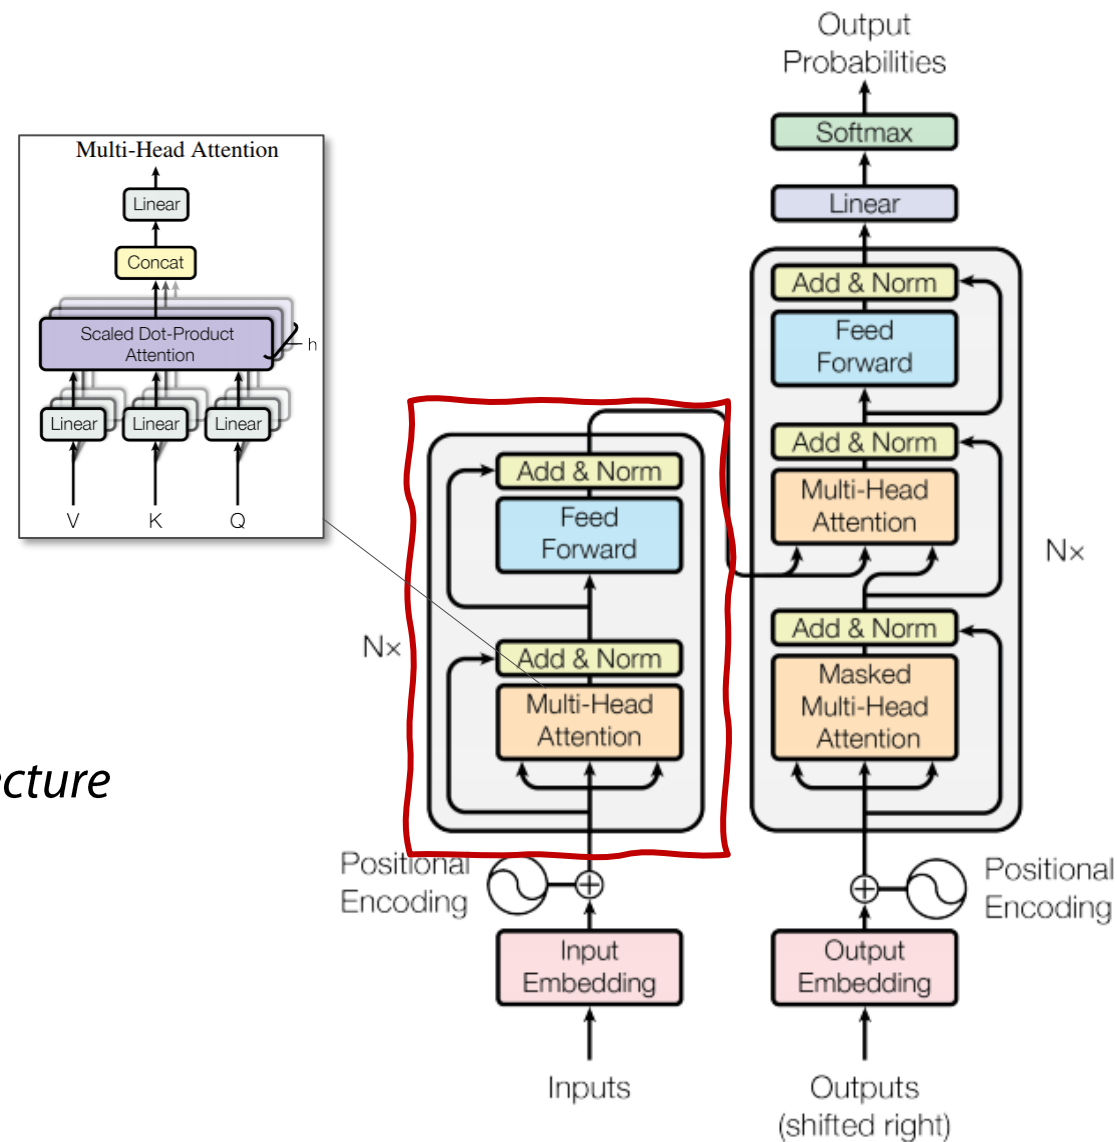 Output
Probabilities
Softmax
Linear
Add & Norm
Feed
Forward
Add & Norm
Multi-Head
Attention
Nx
Add & Norm
Masked
Multi-Head
Attention
Positional
Encoding
Output
Embedding
Outputs
(shifted right)
Multi-Head Attention
Linear
Concat
Scaled Dot-Product
Attention
h
Linear
Linear
Linear
V
K
Q
Add & Norm
Feed
Forward
N×
Add & Norm
Multi-Head
Attention
Positional
Encoding
Input
Embedding
Inputs
ecture